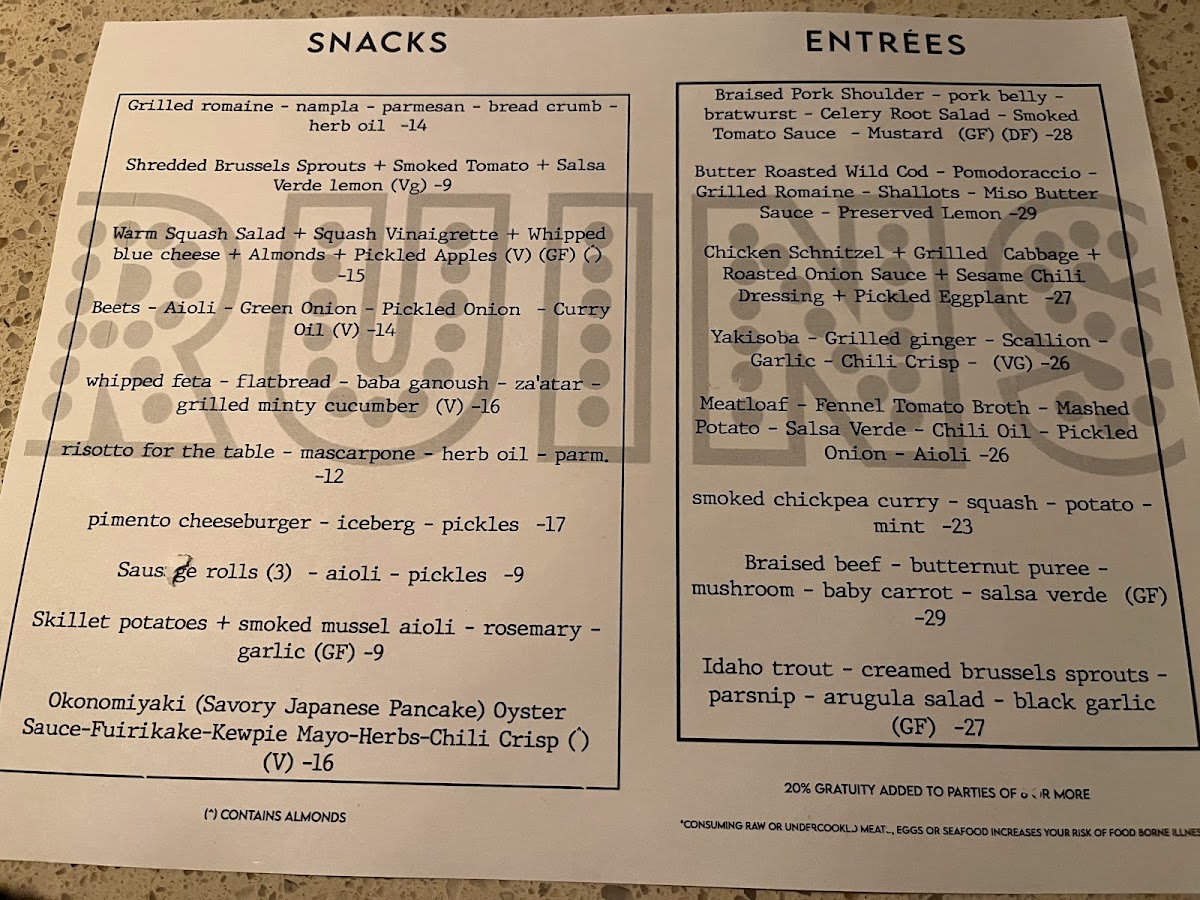 SNACKS
Grilled romaine - nampla - parmesan - bread crumb -
herb oil -14
Shredded Brussels Sprouts + Smoked Tomato + Salsa
Verde lemon (Vg) -9
Warm Squash Salad + Squash Vinaigrette + Whipped
blue cheese + Almonds + Pickled Apples (V) (GF) (^)
-15
Beets - Aioli - Green Onion - Pickled Onion - Curry
Oil (V) -14
whipped feta - flatbread - baba ganoush - za'atar -
grilled minty cucumber (V) -16
risotto for the table - mascarpone - herb oil - parm.
-12
pimento cheeseburger - iceberg - pickles -17
rolls (3) - aioli - pickles -9
Skillet potatoes + smoked mussel aioli - rosemary -
garlic (GF) -9
Okonomiyaki (Savory Japanese Pancake) Oyster
Sauce-Fuirikake-Kewpie Mayo-Herbs-Chili Crisp (^)
(V) -16
(^) CONTAINS ALMONDS
ENTRÉES
Braised Pork Shoulder - pork belly -
bratwurst - Celery Root Salad - Smoked
Tomato Sauce - Mustard (GF) (DF) -28
Butter Roasted Wild Cod - Pomodoraccio -
Grilled Romaine - Shallots - Miso Butter
Sauce - Preserved Lemon -29
Chicken Schnitzel + Grilled Cabbage +
Roasted Onion Sauce + Sesame Chili
Dressing + Pickled Eggplant -27
Yakisoba - Grilled ginger - Scallion -
Garlic - Chili Crisp - (VG) -26
Meatloaf - Fennel Tomato Broth - Mashed
Potato - Salsa Verde - Chili Oil - Pickled
Onion - Aioli -26
smoked chickpea curry - squash - potato -
mint -23
Braised beef - butternut puree -
mushroom - baby carrot - salsa verde (GF)
-29
Idaho trout - creamed brussels sprouts -
parsnip - arugula salad - black garlic
(GF) -27
20% GRATUITY ADDED TO PARTIES OF MORE
*CONSUMING RAW OR EGGS OR SEAFOOD INCREASES YOUR RISK OF FOOD BORNE
RUINS